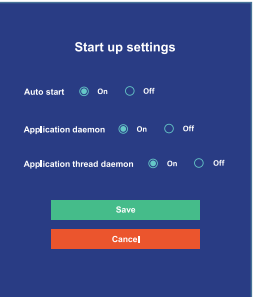 Start up settings
Auto start On Off
Application daemon On Off
Application thread daemon On Off
Save
Cancel